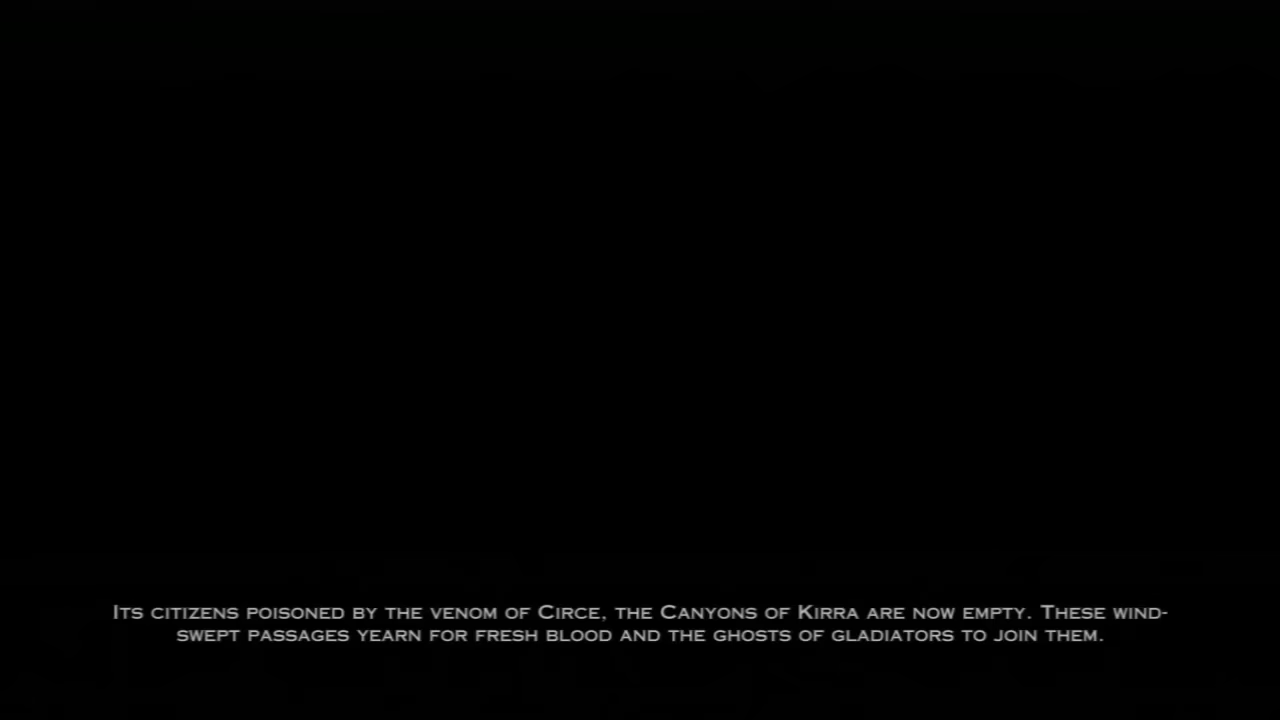 Its citizens poisoned by the venom of Circe, the Canyons of Kirra are now empty. These wind-
swept passages yearn for fresh blood and the ghosts of gladiators to join them.